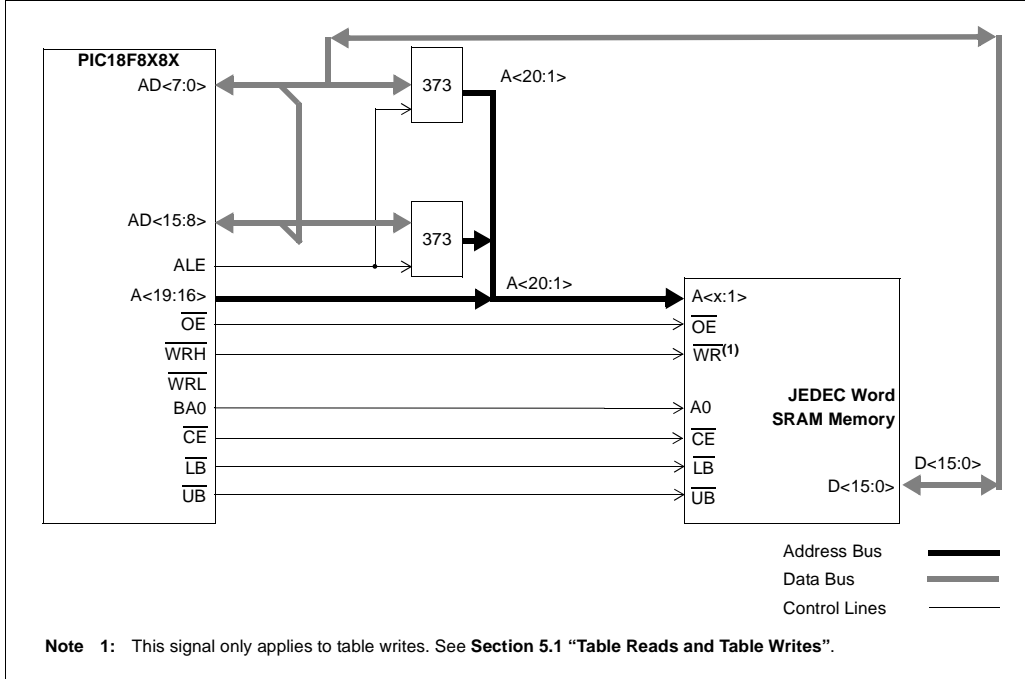 PIC18F8X8X
AD<7:0>
373
A<20:1>
AD<15:8>
373
ALE
A<19:16>
A<20:1>
A<x:1>
OE
OE
WRH
WR(1)
WRL
JEDEC Word
SRAM Memory
BA0
A0
CE
CE
LB
LB
UB
UB
D<15:0>
D<15:0>
Address Bus
Data Bus
Control Lines
Note 1: This signal only applies to table writes. See Section 5.1 “Table Reads and Table Writes”.